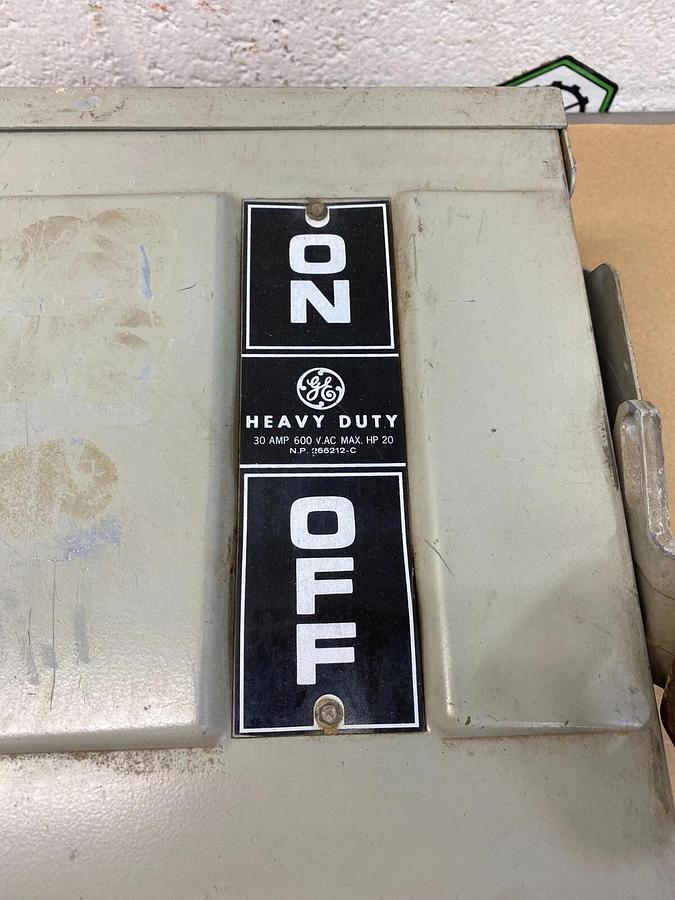 ON
GE
HEAVY DUTY
30 AMP 600 V.AC MAX. HP 20
N.P. 266212-C
OFF